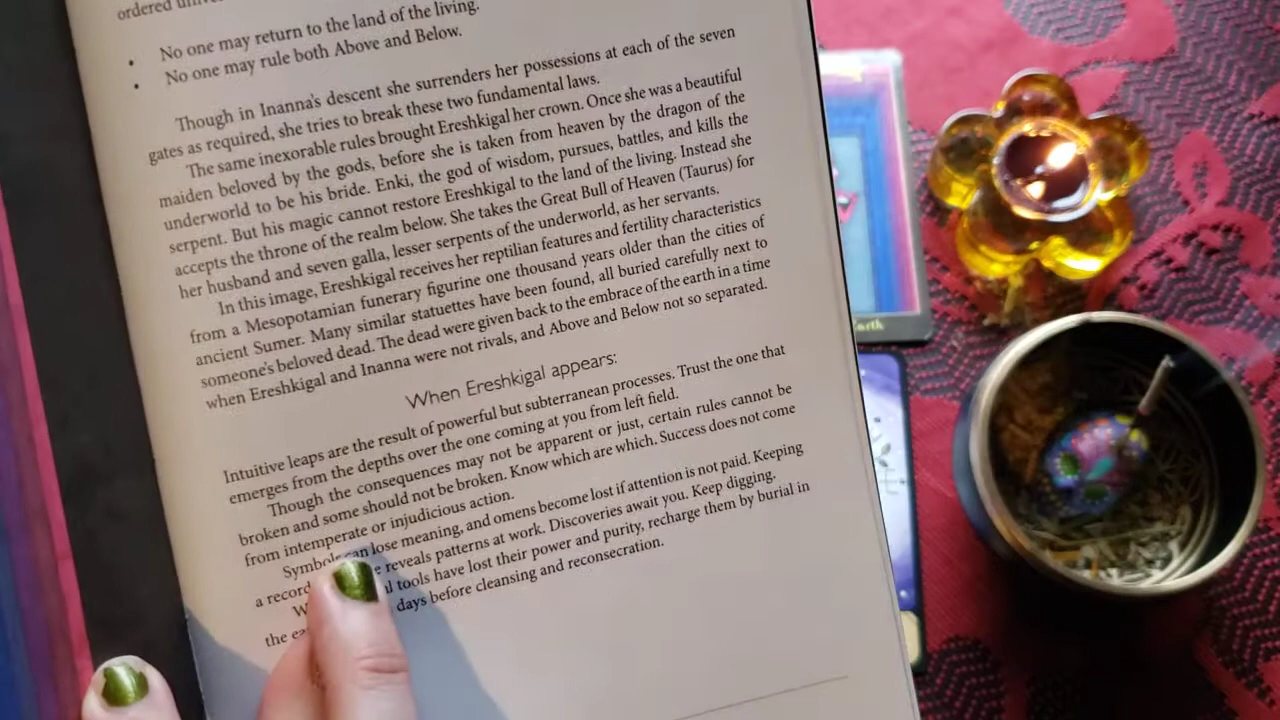 ordered
• No one may return to the land of the living.
• No one may rule both Above and Below.
Though in Inanna's descent she surrenders her possessions at each of the seven
gates as required, she tries to break these two fundamental laws.
The same inexorable rules brought Ereshkigal her crown. Once she was a beautiful
maiden beloved by the gods, before she is taken from heaven by the dragon of the
underworld to be his bride. Enki, the god of wisdom, pursues, battles, and kills the
serpent. But his magic cannot restore Ereshkigal to the land of the living. Instead she
accepts the throne of the realm below. She takes the Great Bull of Heaven (Taurus) for
her husband and seven galla, lesser serpents of the underworld, as her servants.
In this image, Ereshkigal receives her reptilian features and fertility characteristics
from a Mesopotamian funerary figurine one thousand years older than the cities of
ancient Sumer. Many similar statuettes have been found, all buried carefully next to
someone's beloved dead. The dead were given back to the embrace of the earth in a time
when Ereshkigal and Inanna were not rivals, and Above and Below not so separated.
When Ereshkigal appears:
Intuitive leaps are the result of powerful but subterranean processes. Trust the one that
emerges from the depths over the one coming at you from left field.
Though the consequences may not be apparent or just, certain rules cannot be
broken and some should not be broken. Know which are which. Success does not come
from intemperate or injudicious action.
Symbols can lose meaning, and omens become lost if attention is not paid. Keeping
a record reveals patterns at work. Discoveries await you. Keep digging.
tools have lost their power and purity, recharge them by burial in
the days before cleansing and reconsecration.
Earth